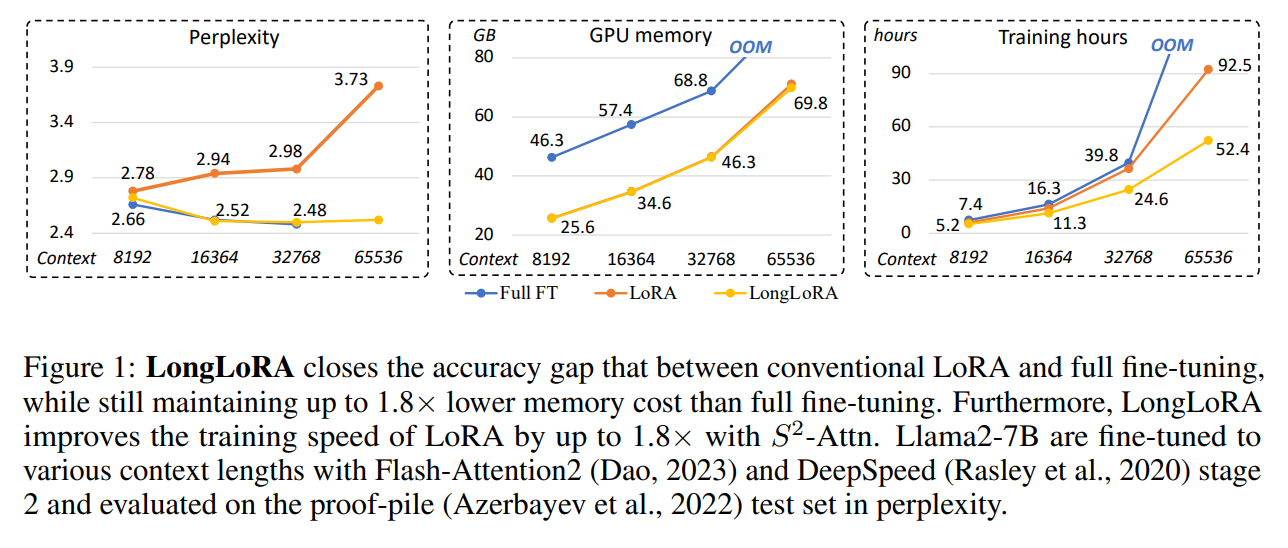 Perplexity
3.9
3.4
2.9
2.4
3.73
2.78
2.94
2.98
2.66
2.52
2.48
Context 8192 16364 32768 65536
GB
GPU memory
OOM
80
60
40
20
46.3
57.4
68.8
69.8
46.3
34.6
25.6
Context 8192 16364 32768 65536
hours
Training hours
OOM
90
60
30
0
92.5
52.4
39.8
24.6
16.3
11.3
7.4
5.2
Context 8192 16364 32768 65536
Full FT LoRA LongLoRA
Figure 1: LongLoRA closes the accuracy gap that between conventional LoRA and full fine-tuning,
while still maintaining up to 1.8× lower memory cost than full fine-tuning. Furthermore, LongLoRA
improves the training speed of LoRA by up to 1.8× with S²-Attn. Llama2-7B are fine-tuned to
various context lengths with Flash-Attention2 (Dao, 2023) and DeepSpeed (Rasley et al., 2020) stage
2 and evaluated on the proof-pile (Azerbayev et al., 2022) test set in perplexity.